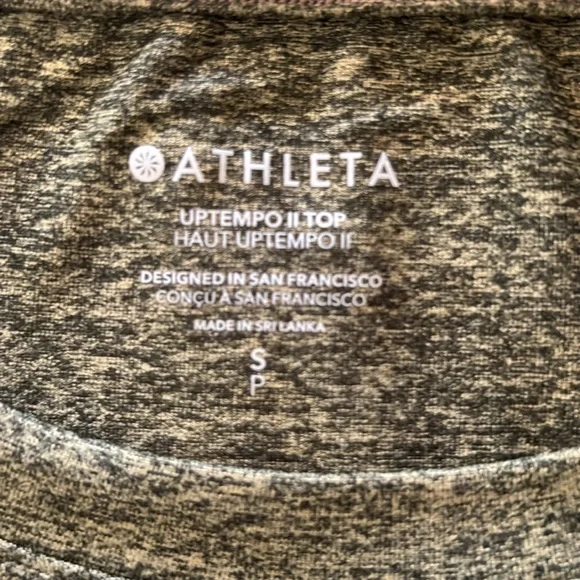 ATHLETA
UPTEMPO II TOP
HAUT UPTEMPO II
DESIGNED IN SAN FRANCISCO
CONÇU À SAN FRANCISCO
MADE IN SRI LANKA
S
P